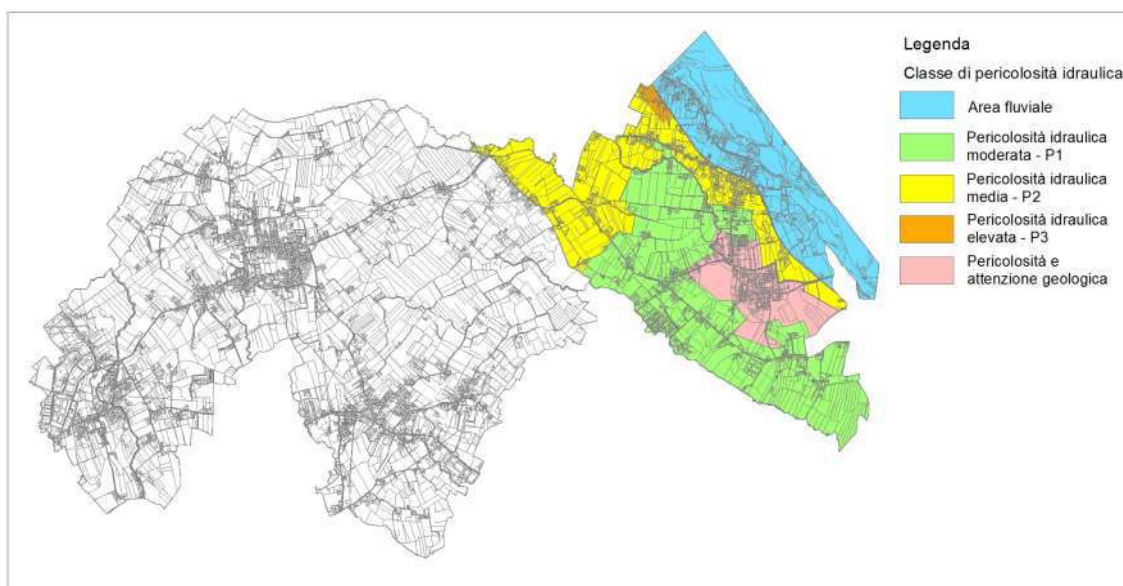 Legenda
Classe di pericolosità idraulica
Area fluviale
Pericolosità idraulica
moderata - P1
Pericolosità idraulica
media - P2
Pericolosità idraulica
elevata - P3
Pericolosità e
attenzione geologica